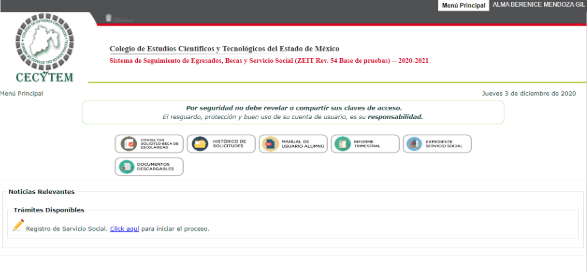 Menú Principal ALMA BERENICE MENDOZA GIL
CECYTEM
Colegio de Estudios Científicos y Tecnológicos del Estado de México
Sistema de Seguimiento de Egresados, Becas y Servicio Social (ZEIT Rev. 54 Base de pruebas) -- 2020-2021
Menú Principal Jueves 3 de diciembre de 2020
Por seguridad no debe revelar o compartir sus claves de acceso.
El resguardo, protección y buen uso de su cuenta de usuario, es su responsabilidad.
CONSULTAR SOLICITUD BECA DE ESCOLARIDAD
HISTÓRICO DE SOLICITUDES
MANUAL DE USUARIO ALUMNO
INFORME TRIMESTRAL
EXPEDIENTE SERVICIO SOCIAL
DOCUMENTOS DESCARGABLES
Noticias Relevantes
Trámites Disponibles
Registro de Servicio Social. Click aquí para iniciar el proceso.